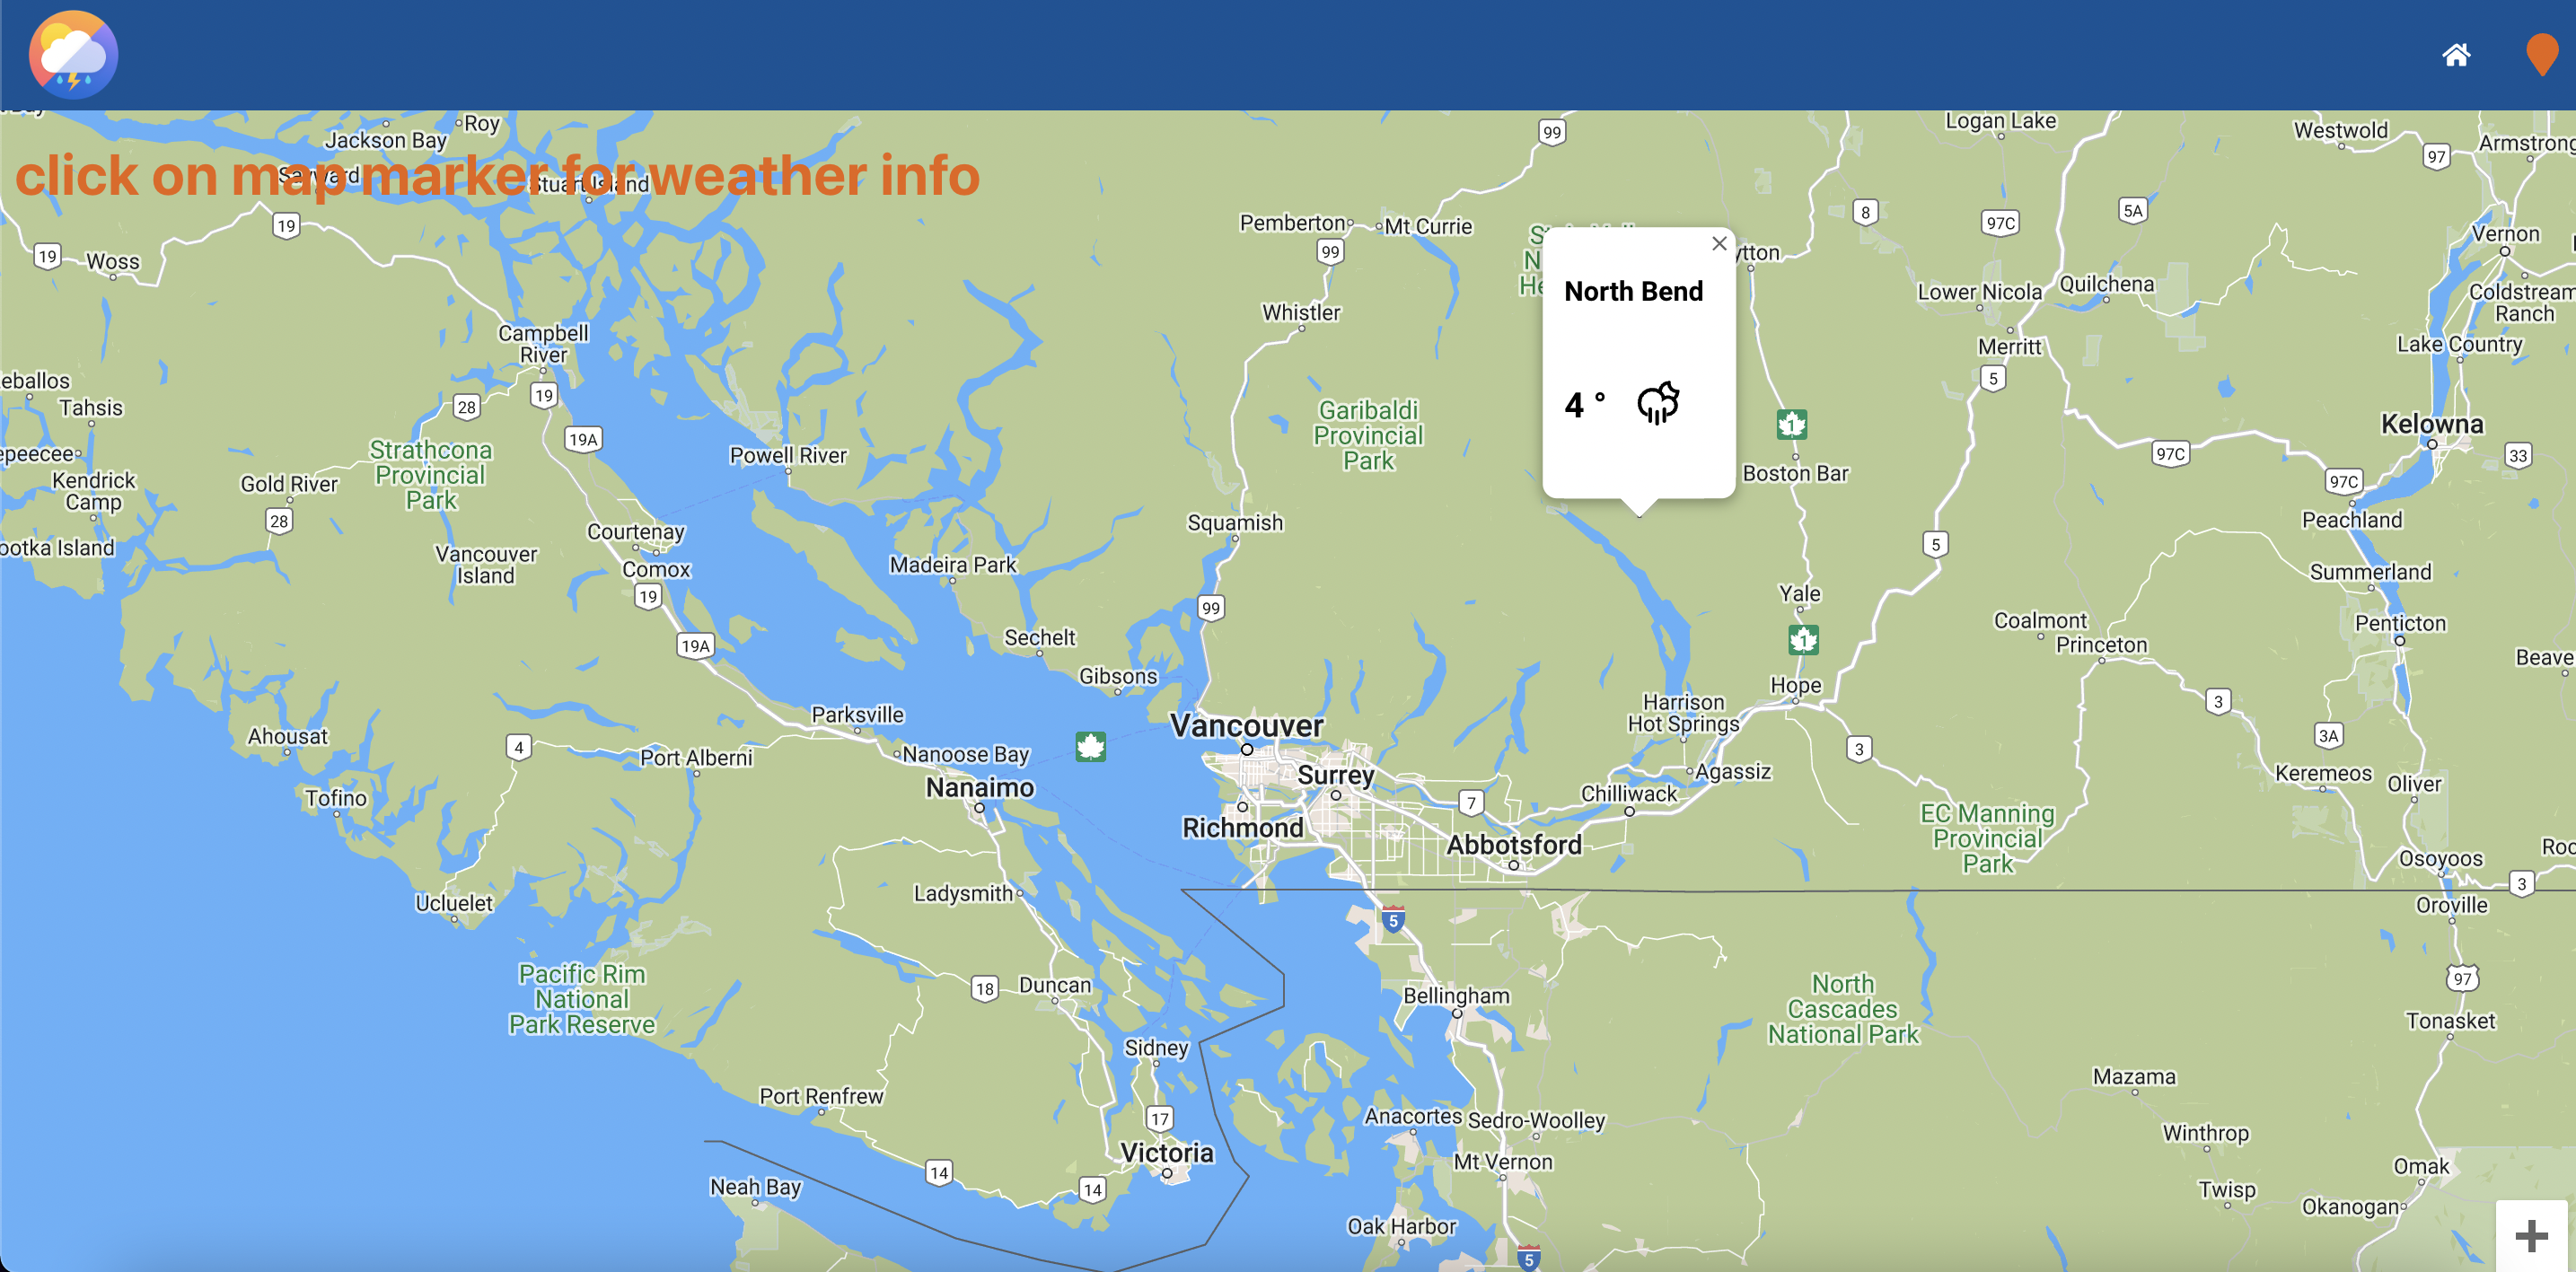 Jackson Bay
Roy
Logan Lake
Westwold
Armstrong
99
97
click on map marker for weather info
Sayward
Stuart Island
8
5A
97C
19
Pemberton
Mt Currie
99
19
Woss
ytton
Vernon
North Bend
Lower Nicola
Quilchena
Coldstream
Ranch
Whistler
Campbell
River
Merritt
Lake Country
eballos
5
Tahsis
28
19
4 °
Garibaldi
Provincial
Park
1
Kelowna
19A
Strathcona
Provincial
Park
epeecee
Powell River
Boston Bar
97C
33
Kendrick
Camp
Gold River
97C
28
Squamish
Peachland
Courtenay
ootka Island
Vancouver
Island
5
Madeira Park
Comox
Summerland
19
99
Yale
Coalmont
Penticton
Sechelt
19A
1
Princeton
Beave
Gibsons
Hope
Harrison
Hot Springs
3
Parksville
Vancouver
Ahousat
4
Port Alberni
Nanoose Bay
3
3A
Nanaimo
Surrey
Agassiz
Keremeos
Oliver
Tofino
7
Chilliwack
Richmond
Abbotsford
EC Manning
Provincial
Park
Osoyoos
Roc
3
Ladysmith
Ucluelet
5
Oroville
Pacific Rim
National
Park Reserve
18
Duncan
Bellingham
North
Cascades
National Park
97
Tonasket
Sidney
Port Renfrew
Mazama
17
Anacortes
Sedro-Woolley
Winthrop
Victoria
14
Mt Vernon
Omak
14
Neah Bay
Twisp
Okanogan
Oak Harbor
5